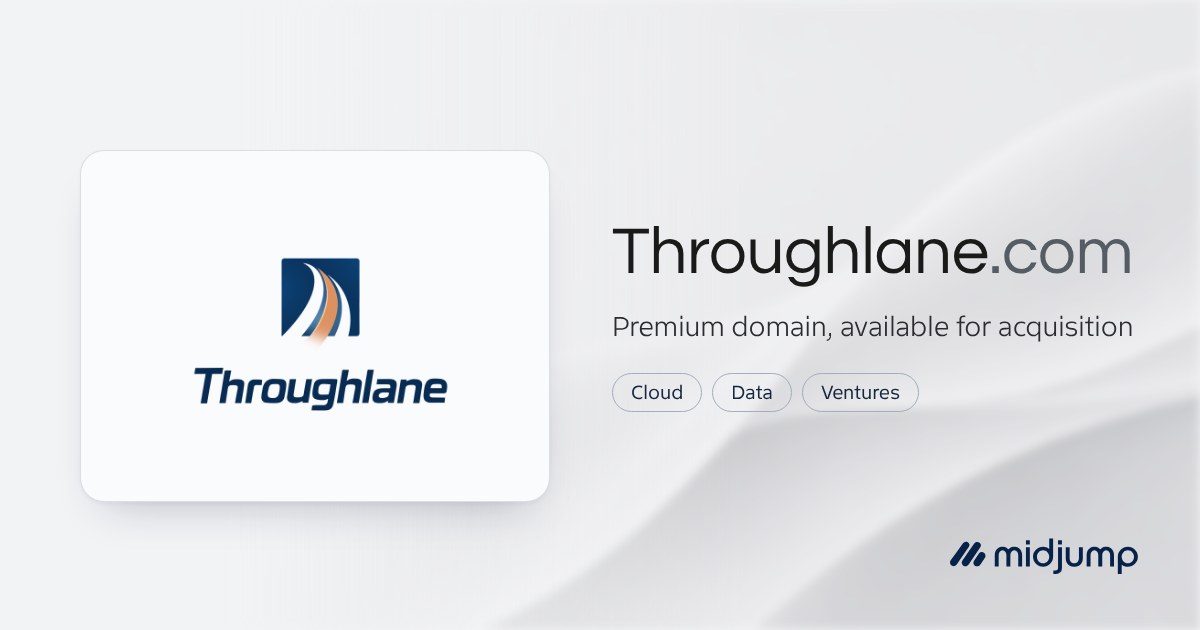 Throughlane
Throughlane.com
Premium domain, available for acquisition
Cloud
Data
Ventures
midjump